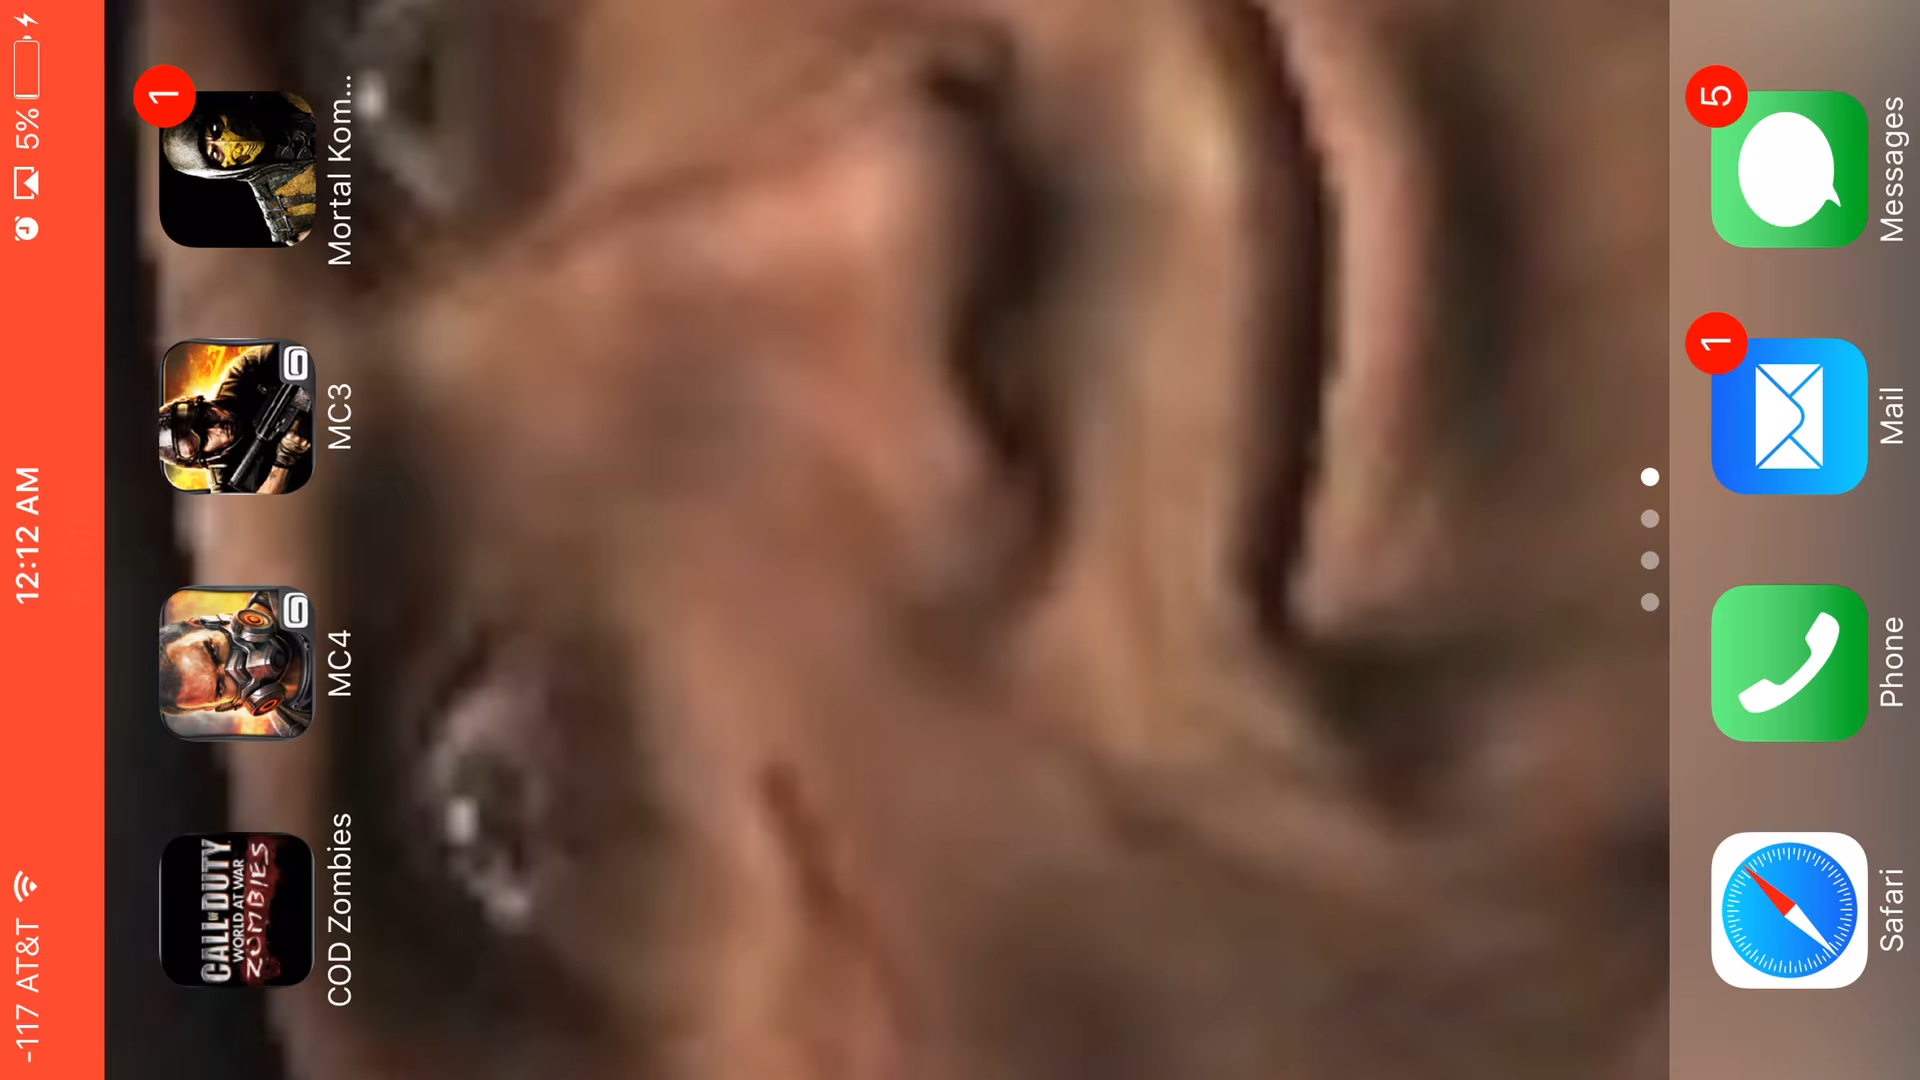 -117 AT&T 12:12 AM 5%
CALL OF DUTY
WORLD AT WAR
ZOMBIES
1
COD Zombies MC4 MC3 Mortal Kom...
1 5
Safari Phone Mail Messages